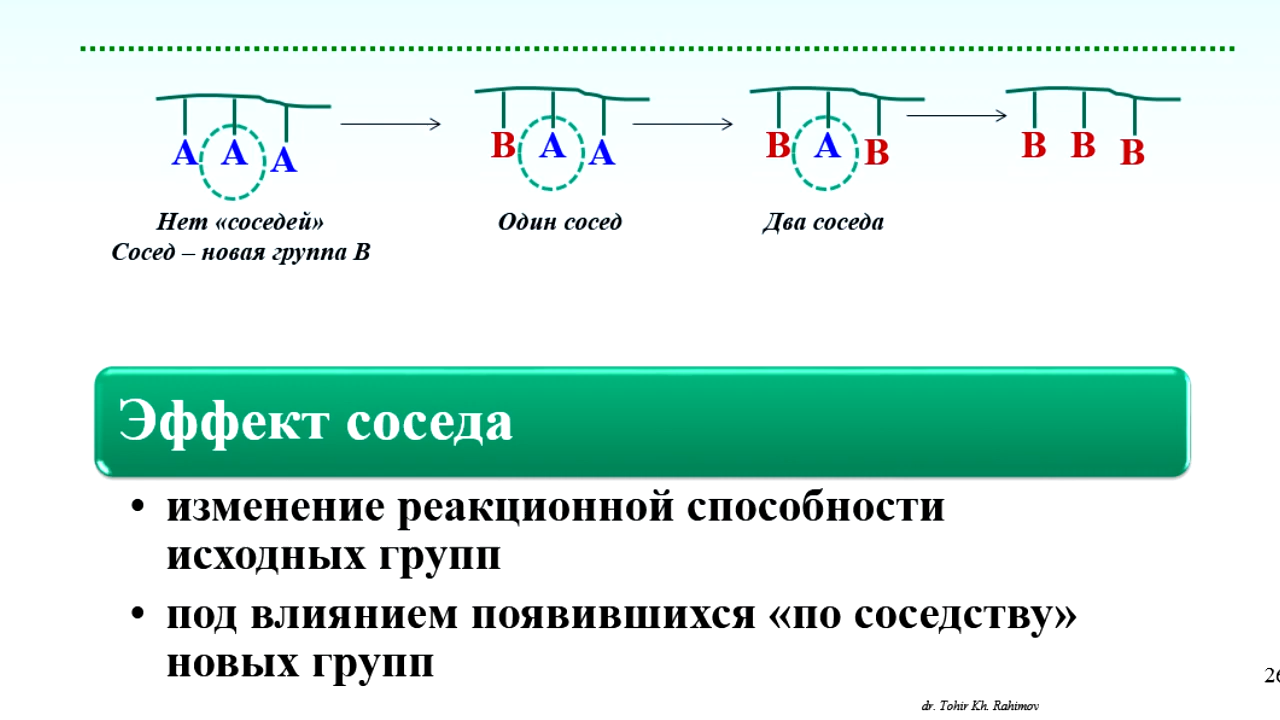 A A A
B A A
B A B
B B B
Нет «соседей»
Сосед – новая группа B
Один сосед
Два соседа
Эффект соседа
• изменение реакционной способности
исходных групп
• под влиянием появившихся «по соседству»
новых групп
26
dr. Tohir Kh. Rahimov